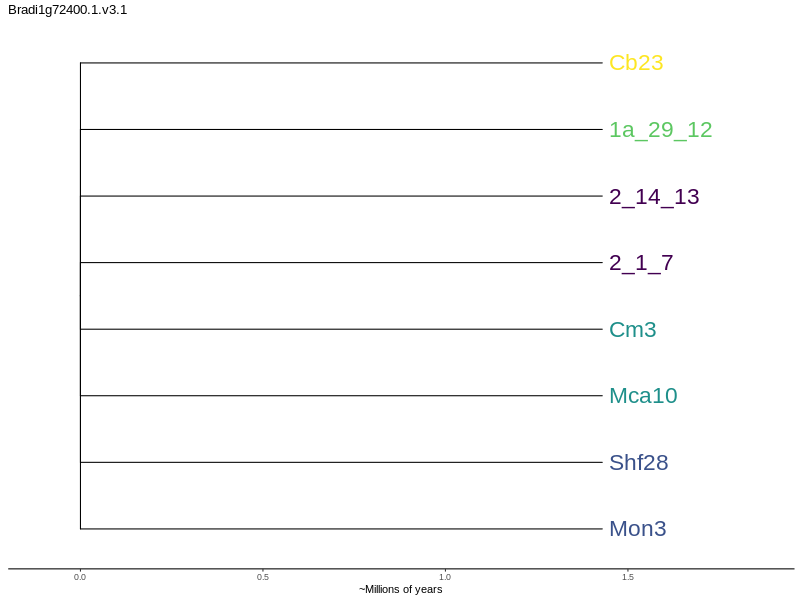 Bradi1g72400.1.v3.1
Cb23
1a_29_12
2_14_13
2_1_7
Cm3
Mca10
Shf28
Mon3
0.0 0.5 1.0 1.5
~Millions of years